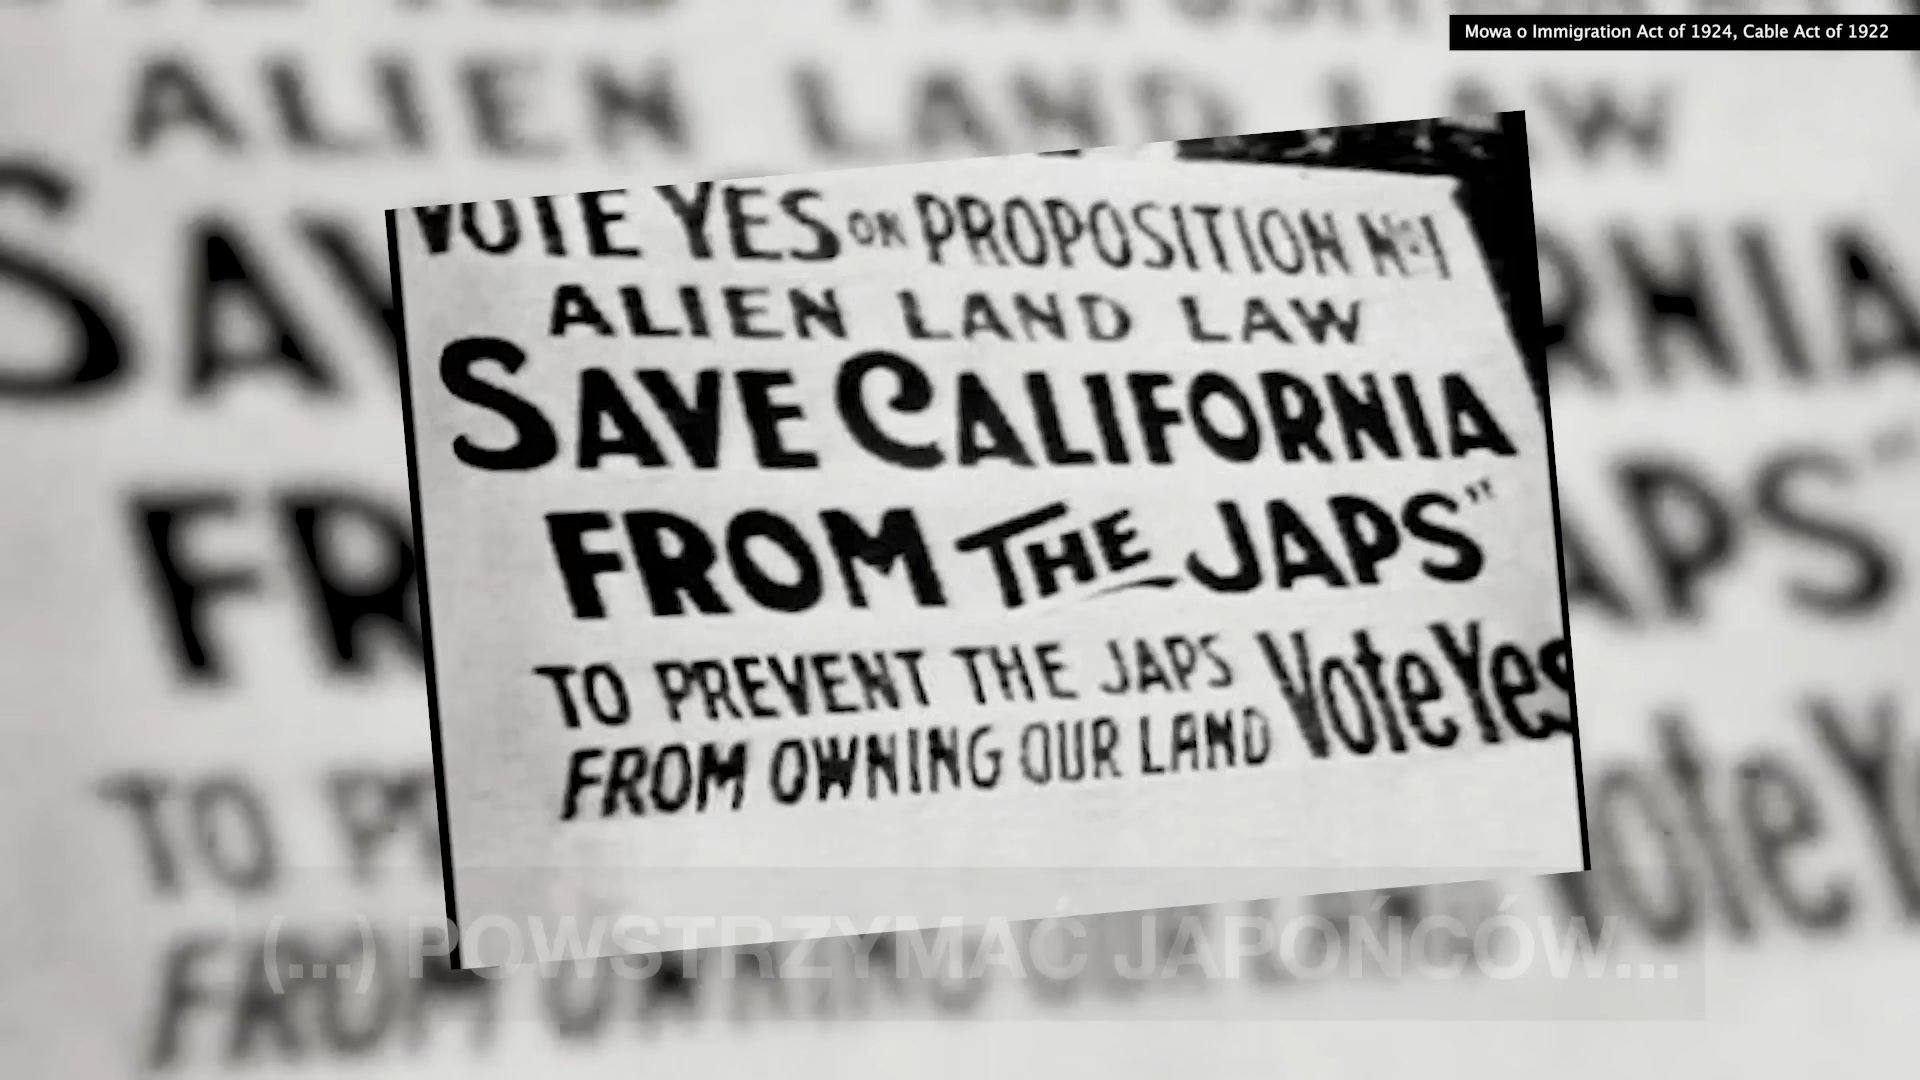 Mowa o Immigration Act of 1924, Cable Act of 1922
VOTE YES ON PROPOSITION No 1
ALIEN LAND LAW
SAVE CALIFORNIA
FROM THE JAPS"
TO PREVENT THE JAPS Vote Yes
FROM OWNING OUR LAND
(...) POWSTRZYMAĆ JAPOŃCÓW...